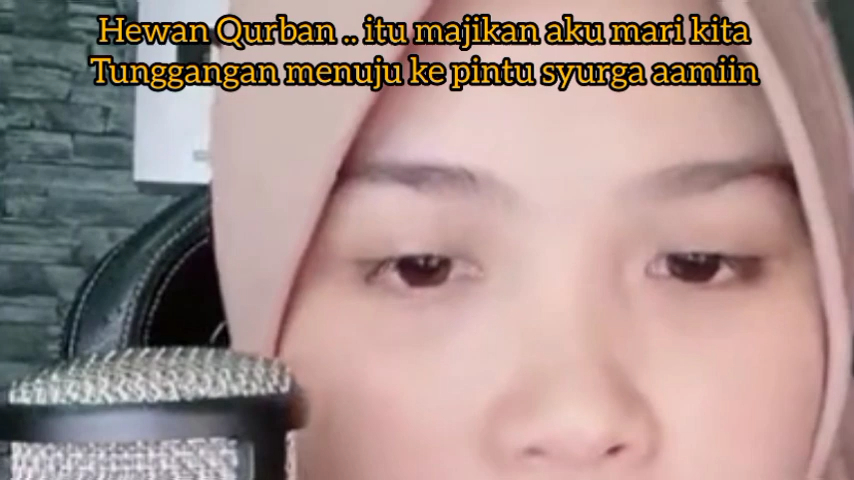 Hewan Qurban .. itu majikan aku mari kita
Tunggangan menuju ke pintu syurga aamiin